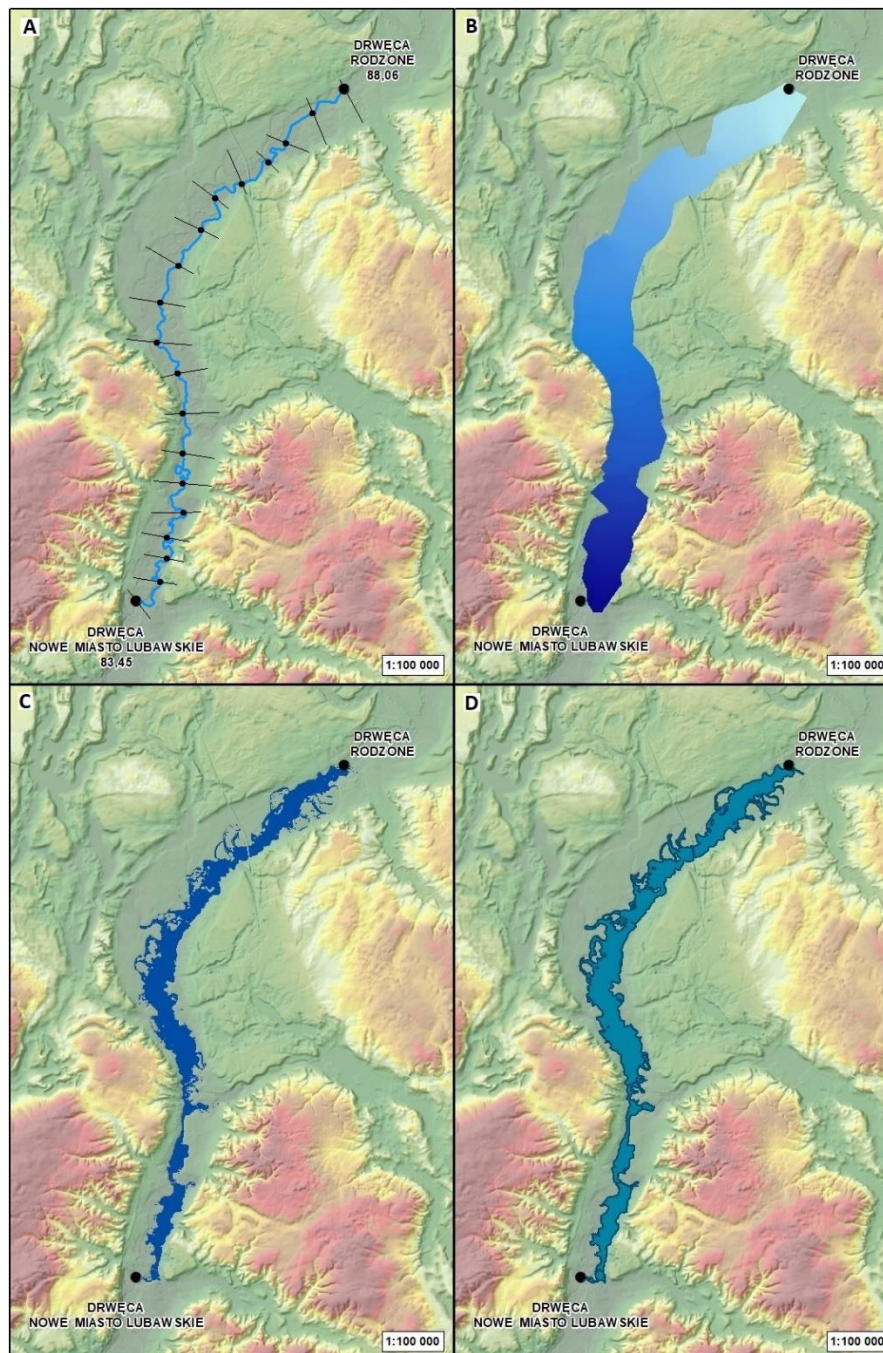 A
DRWĘCA
RODZONE
88,06
DRWĘCA
NOWE MIASTO LUBAWSKIE
83,45
1:100 000
B
DRWĘCA
RODZONE
DRWĘCA
NOWE MIASTO LUBAWSKIE
1:100 000
C
DRWĘCA
RODZONE
DRWĘCA
NOWE MIASTO LUBAWSKIE
1:100 000
D
DRWĘCA
RODZONE
DRWĘCA
NOWE MIASTO LUBAWSKIE
1:100 000